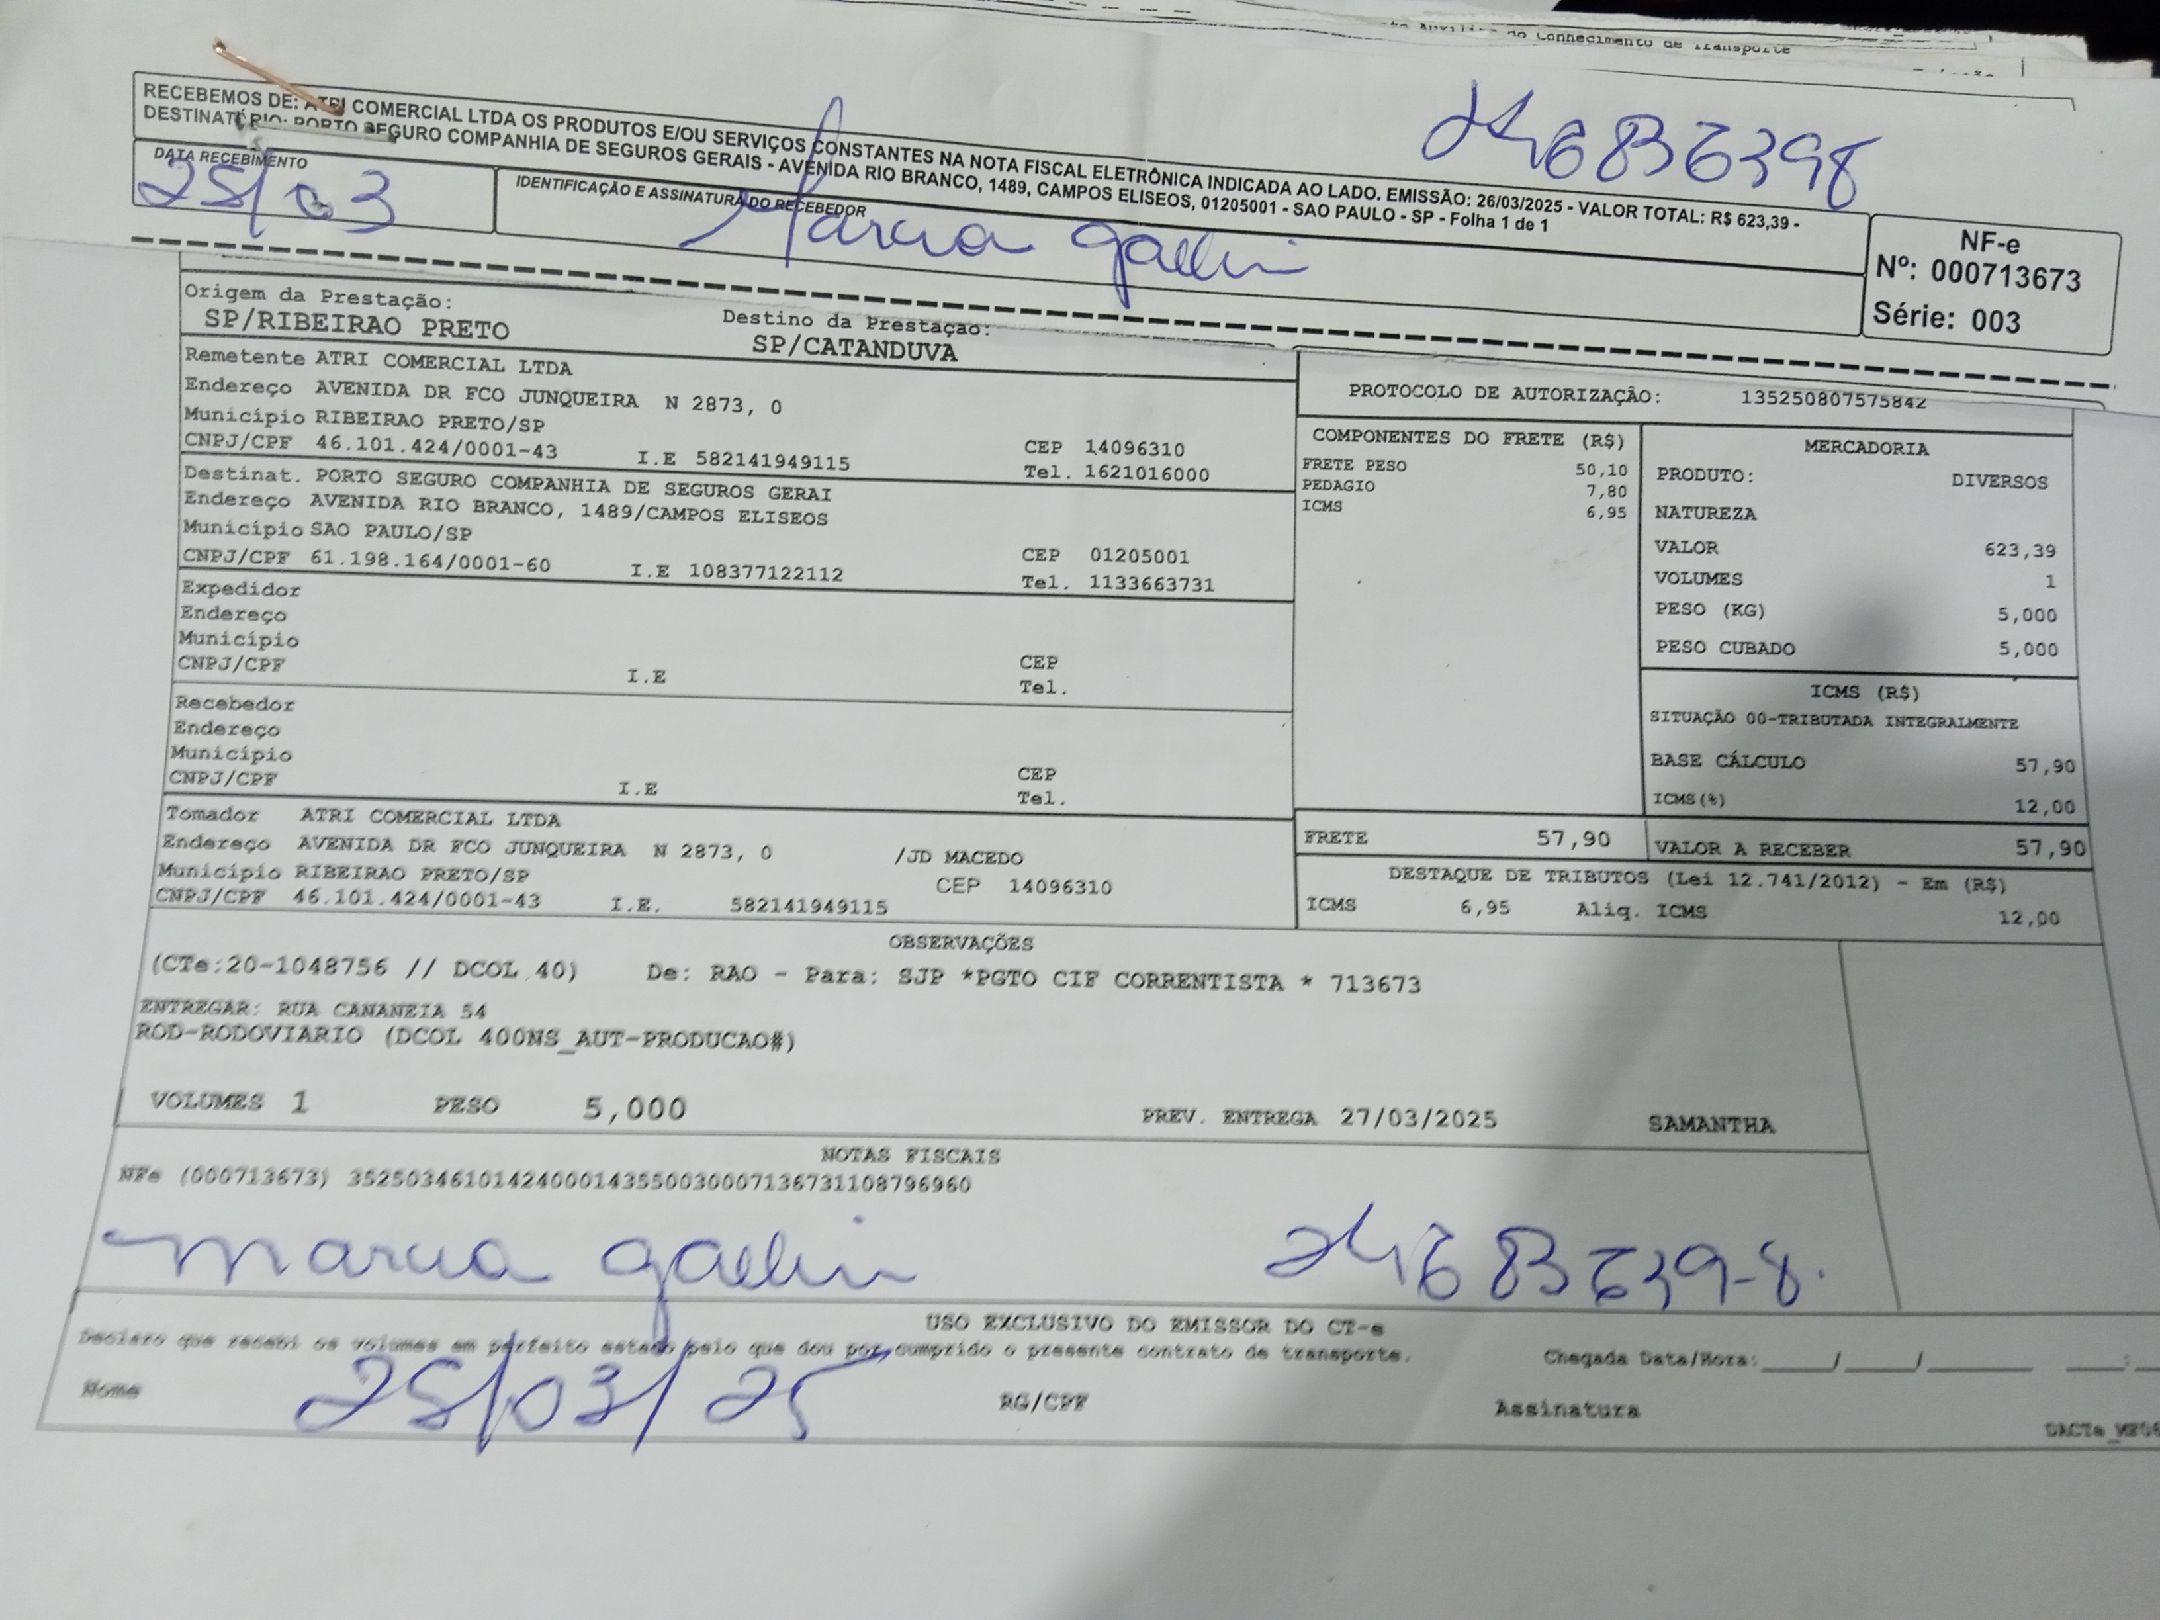 Conhecimento de Transporte
246836398
RECEBEMOS DE: ATRI COMERCIAL LTDA OS PRODUTOS E/OU SERVIÇOS CONSTANTES NA NOTA FISCAL ELETRÔNICA INDICADA AO LADO. EMISSÃO: 26/03/2025 - VALOR TOTAL: R$ 623,39 -
DESTINATÉRIO: PORTO SEGURO COMPANHIA DE SEGUROS GERAIS - AVENIDA RIO BRANCO, 1489, CAMPOS ELISEOS, 01205001 - SAO PAULO - SP - Folha 1 de 1
DATA RECEBIMENTO
28/03
IDENTIFICAÇÃO E ASSINATURA DO RECEBEDOR
Marcia
NF-e
Nº: 000713673
Série: 003
Origem da Prestação:
SP/RIBEIRAO PRETO
Destino da Prestação:
SP/CATANDUVA
Remetente ATRI COMERCIAL LTDA
Endereço AVENIDA DR FCO JUNQUEIRA N 2873, 0
Município RIBEIRAO PRETO/SP
CEP 14096310
CNPJ/CPF 46.101.424/0001-43 I.E 582141949115 Tel. 1621016000
Destinat. PORTO SEGURO COMPANHIA DE SEGUROS GERAI
Endereço AVENIDA RIO BRANCO, 1489/CAMPOS ELISEOS
Município SAO PAULO/SP
CEP 01205001
CNPJ/CPF 61.198.164/0001-60 I.E 108377122112 Tel. 1133663731
Expedidor
Endereço
Município
CEP
CNPJ/CPF I.E Tel.
Recebedor
Endereço
Município
CEP
CNPJ/CPF I.E Tel.
Tomador ATRI COMERCIAL LTDA
Endereço AVENIDA DR FCO JUNQUEIRA N 2873, 0 /JD MACEDO
Município RIBEIRAO PRETO/SP CEP 14096310
CNPJ/CPF 46.101.424/0001-43 I.E. 582141949115
PROTOCOLO DE AUTORIZAÇÃO: 135250807575842
COMPONENTES DO FRETE (R$)
FRETE PESO 50,10
PEDAGIO 7,80
ICMS 6,95
MERCADORIA
PRODUTO: DIVERSOS
NATUREZA
VALOR 623,39
VOLUMES 1
PESO (KG) 5,000
PESO CUBADO 5,000
ICMS (R$)
SITUAÇÃO 00-TRIBUTADA INTEGRALMENTE
BASE CÁLCULO 57,90
ICMS(%) 12,00
FRETE 57,90 VALOR A RECEBER 57,90
DESTAQUE DE TRIBUTOS (Lei 12.741/2012) - Em (R$)
ICMS 6,95 Aliq. ICMS 12,00
OBSERVAÇÕES
(CTe:20-1048756 // DCOL 40) De: RAO - Para: SJP *PGTO CIF CORRENTISTA * 713673
ENTREGAR: RUA CANANEIA 54
ROD-RODOVIARIO (DCOL 400NS_AUT-PRODUCAO#)
VOLUMES 1 PESO 5,000 PREV. ENTREGA 27/03/2025 SAMANTHA
NOTAS FISCAIS
NFe (000713673) 35250346101424000143550030007136731108796960
marcia
24683639-8.
USO EXCLUSIVO DO EMISSOR DO CT-e
Declaro que recebi os volumes em perfeito estado pelo que dou por cumprido o presente contrato de transporte.
Chegada Data/Hora: / / :
Nome 28/03/25 RG/CPF Assinatura